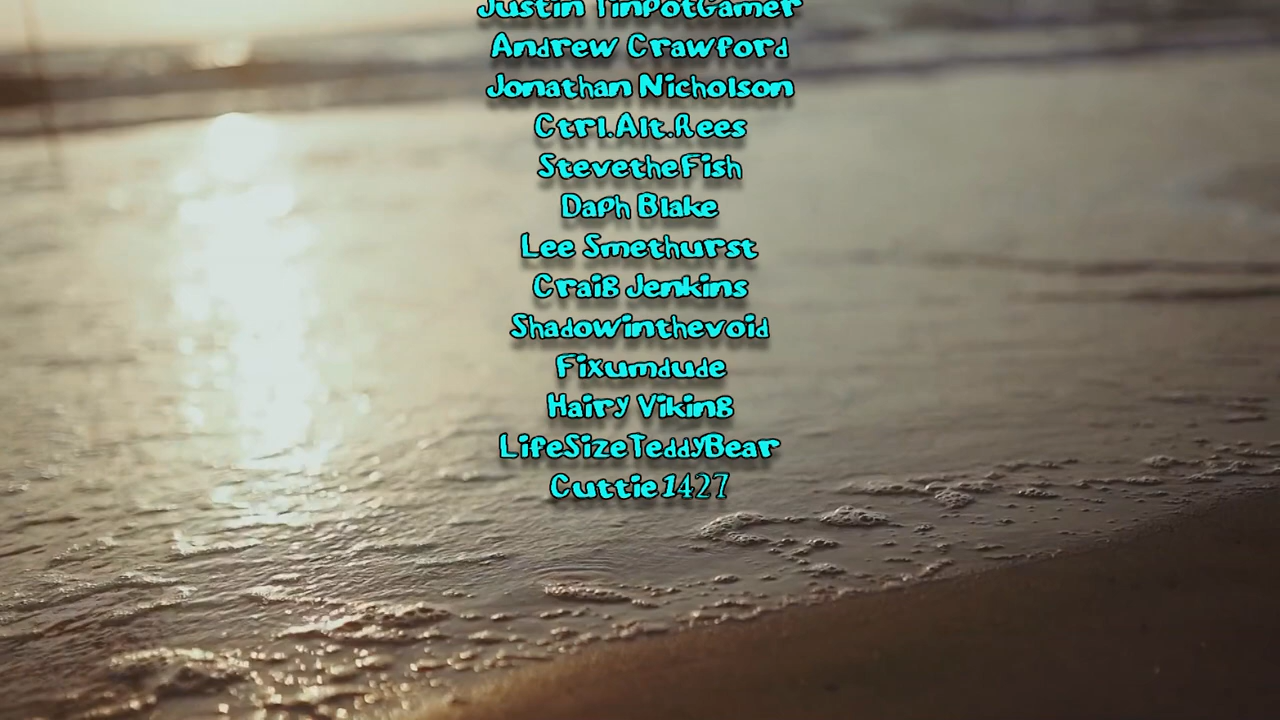 Justin TinPotGamer
Andrew Crawford
Jonathan Nicholson
Ctrl.Alt.Rees
StevetheFish
Daph Blake
Lee Smethurst
Craig Jenkins
Shadowinthevoid
Fixumdude
Hairy Viking
LifeSizeTeddyBear
Cuttie1427